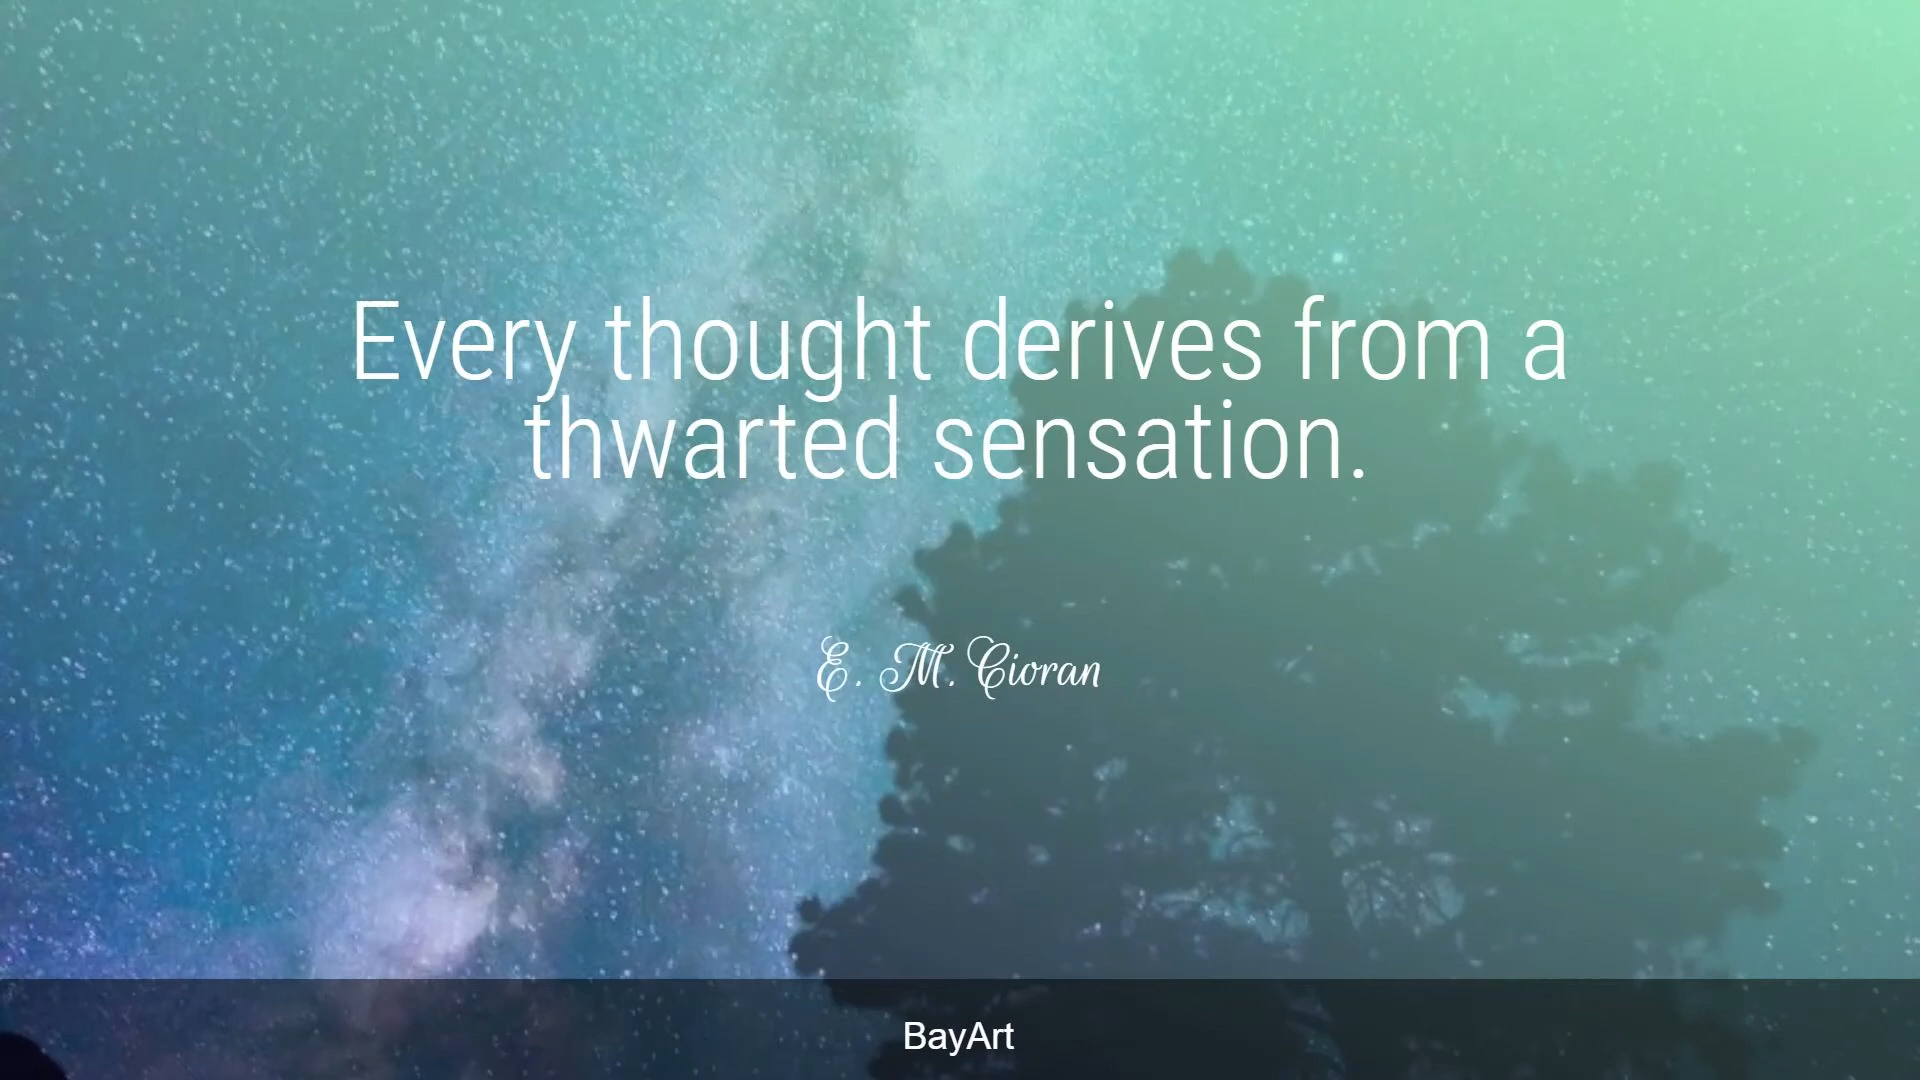 Every thought derives from a
thwarted sensation.
E. M. Cioran
BayArt